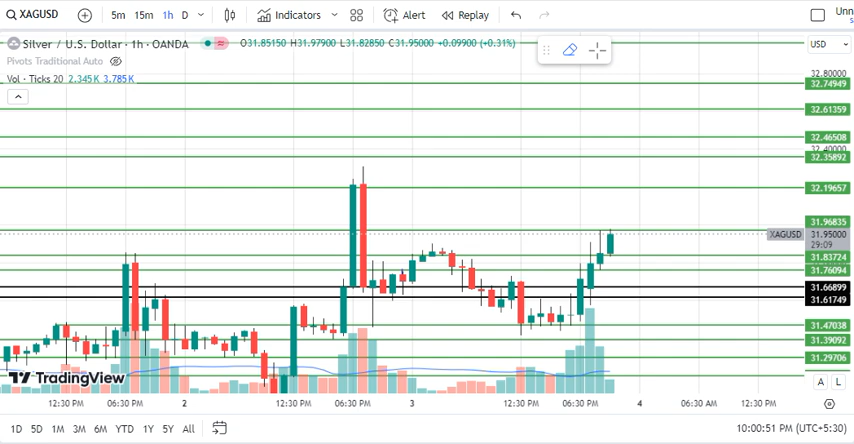 XAGUSD 5m 15m 1h D Indicators Alert Replay Unn
Silver / U.S. Dollar · 1h · OANDA O31.85150 H31.97900 L31.82850 C31.95000 +0.09900 (+0.31%) USD
Pivots Traditional Auto
Vol · Ticks 20 2.345K 3.785K
32.80000
32.74949
32.61359
32.46508
32.40000
32.35892
32.19657
31.96835
XAGUSD 31.95000
29:09
31.83724
31.76094
31.66899
31.61749
31.47038
31.39092
31.29706
TradingView
A L
12:30 PM 06:30 PM 2 12:30 PM 06:30 PM 3 12:30 PM 06:30 PM 4 06:30 AM 12:30 PM
1D 5D 1M 3M 6M YTD 1Y 5Y All 10:00:51 PM (UTC+5:30)